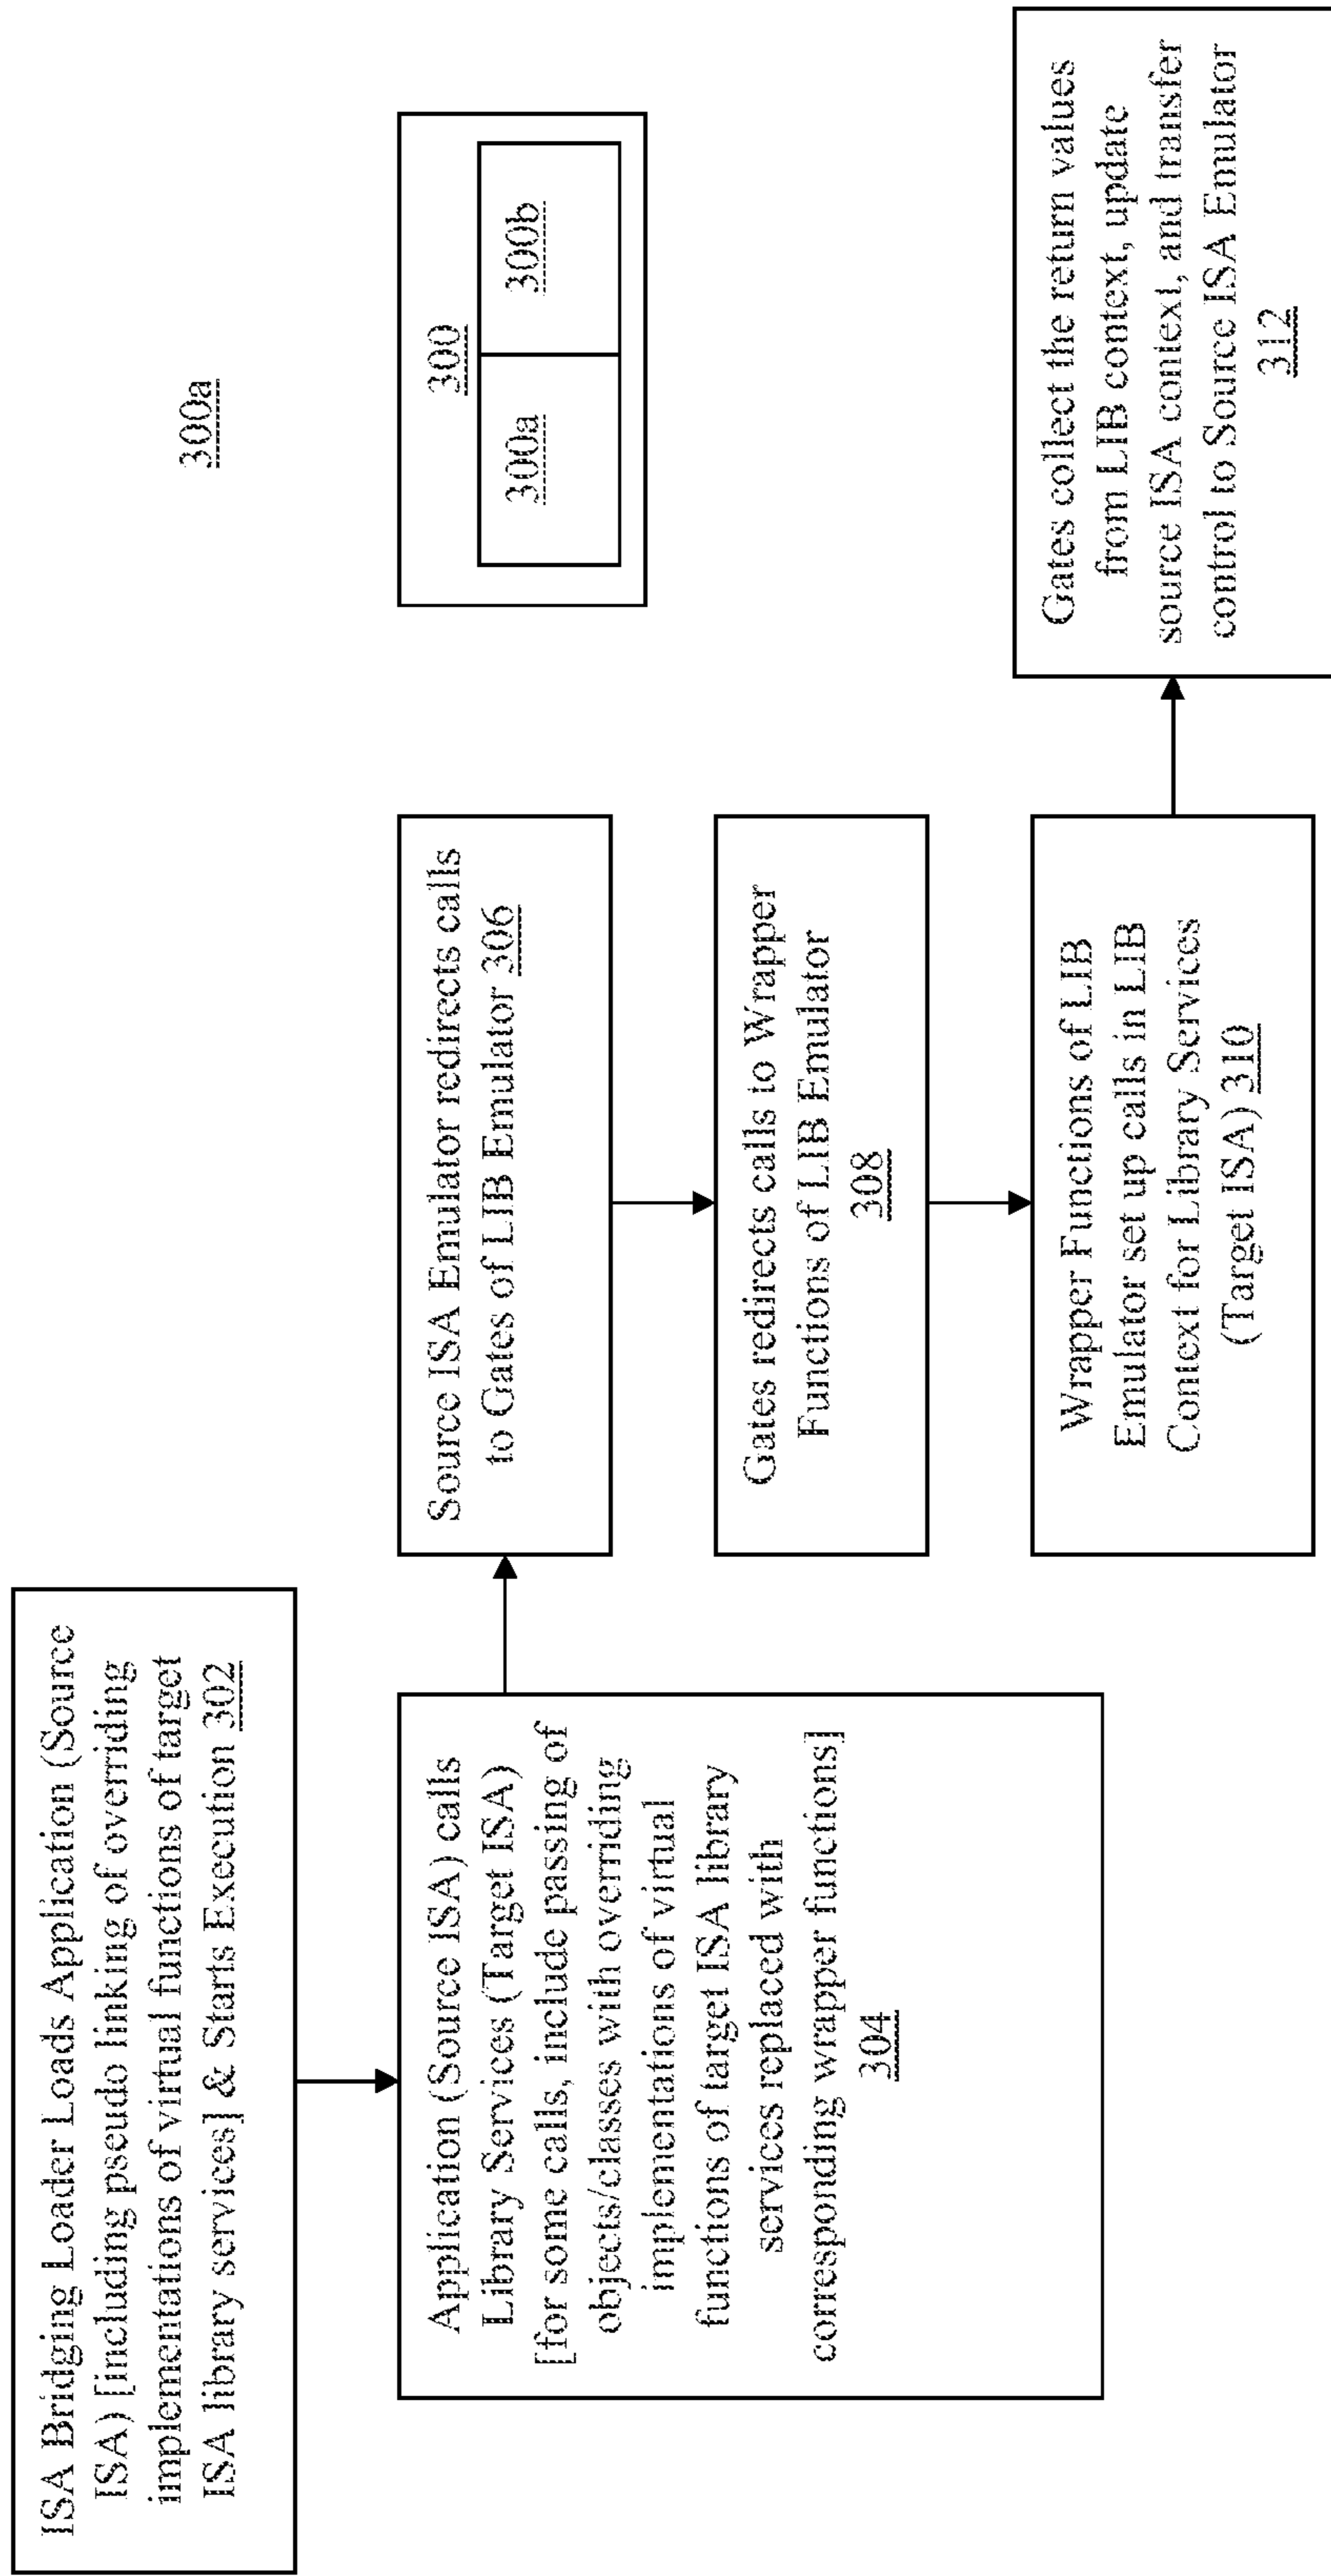 300a
300
300a
300b
ISA Bridging Loader Loads Application (Source
ISA) [including pseudo linking of overriding
implementations of virtual functions of target
ISA library services] & Starts Execution 302
Application (Source ISA) calls
Library Services (Target ISA)
[for some calls, include passing of
objects/classes with overriding
implementations of virtual
functions of target ISA library
services replaced with
corresponding wrapper functions]
304
Source ISA Emulator redirects calls
to Gates of LIB Emulator 306
Gates redirects calls to Wrapper
Functions of LIB Emulator
308
Wrapper Functions of LIB
Emulator set up calls in LIB
Context for Library Services
(Target ISA) 310
Gates collect the return values
from LIB context, update
source ISA context, and transfer
control to Source ISA Emulator
312